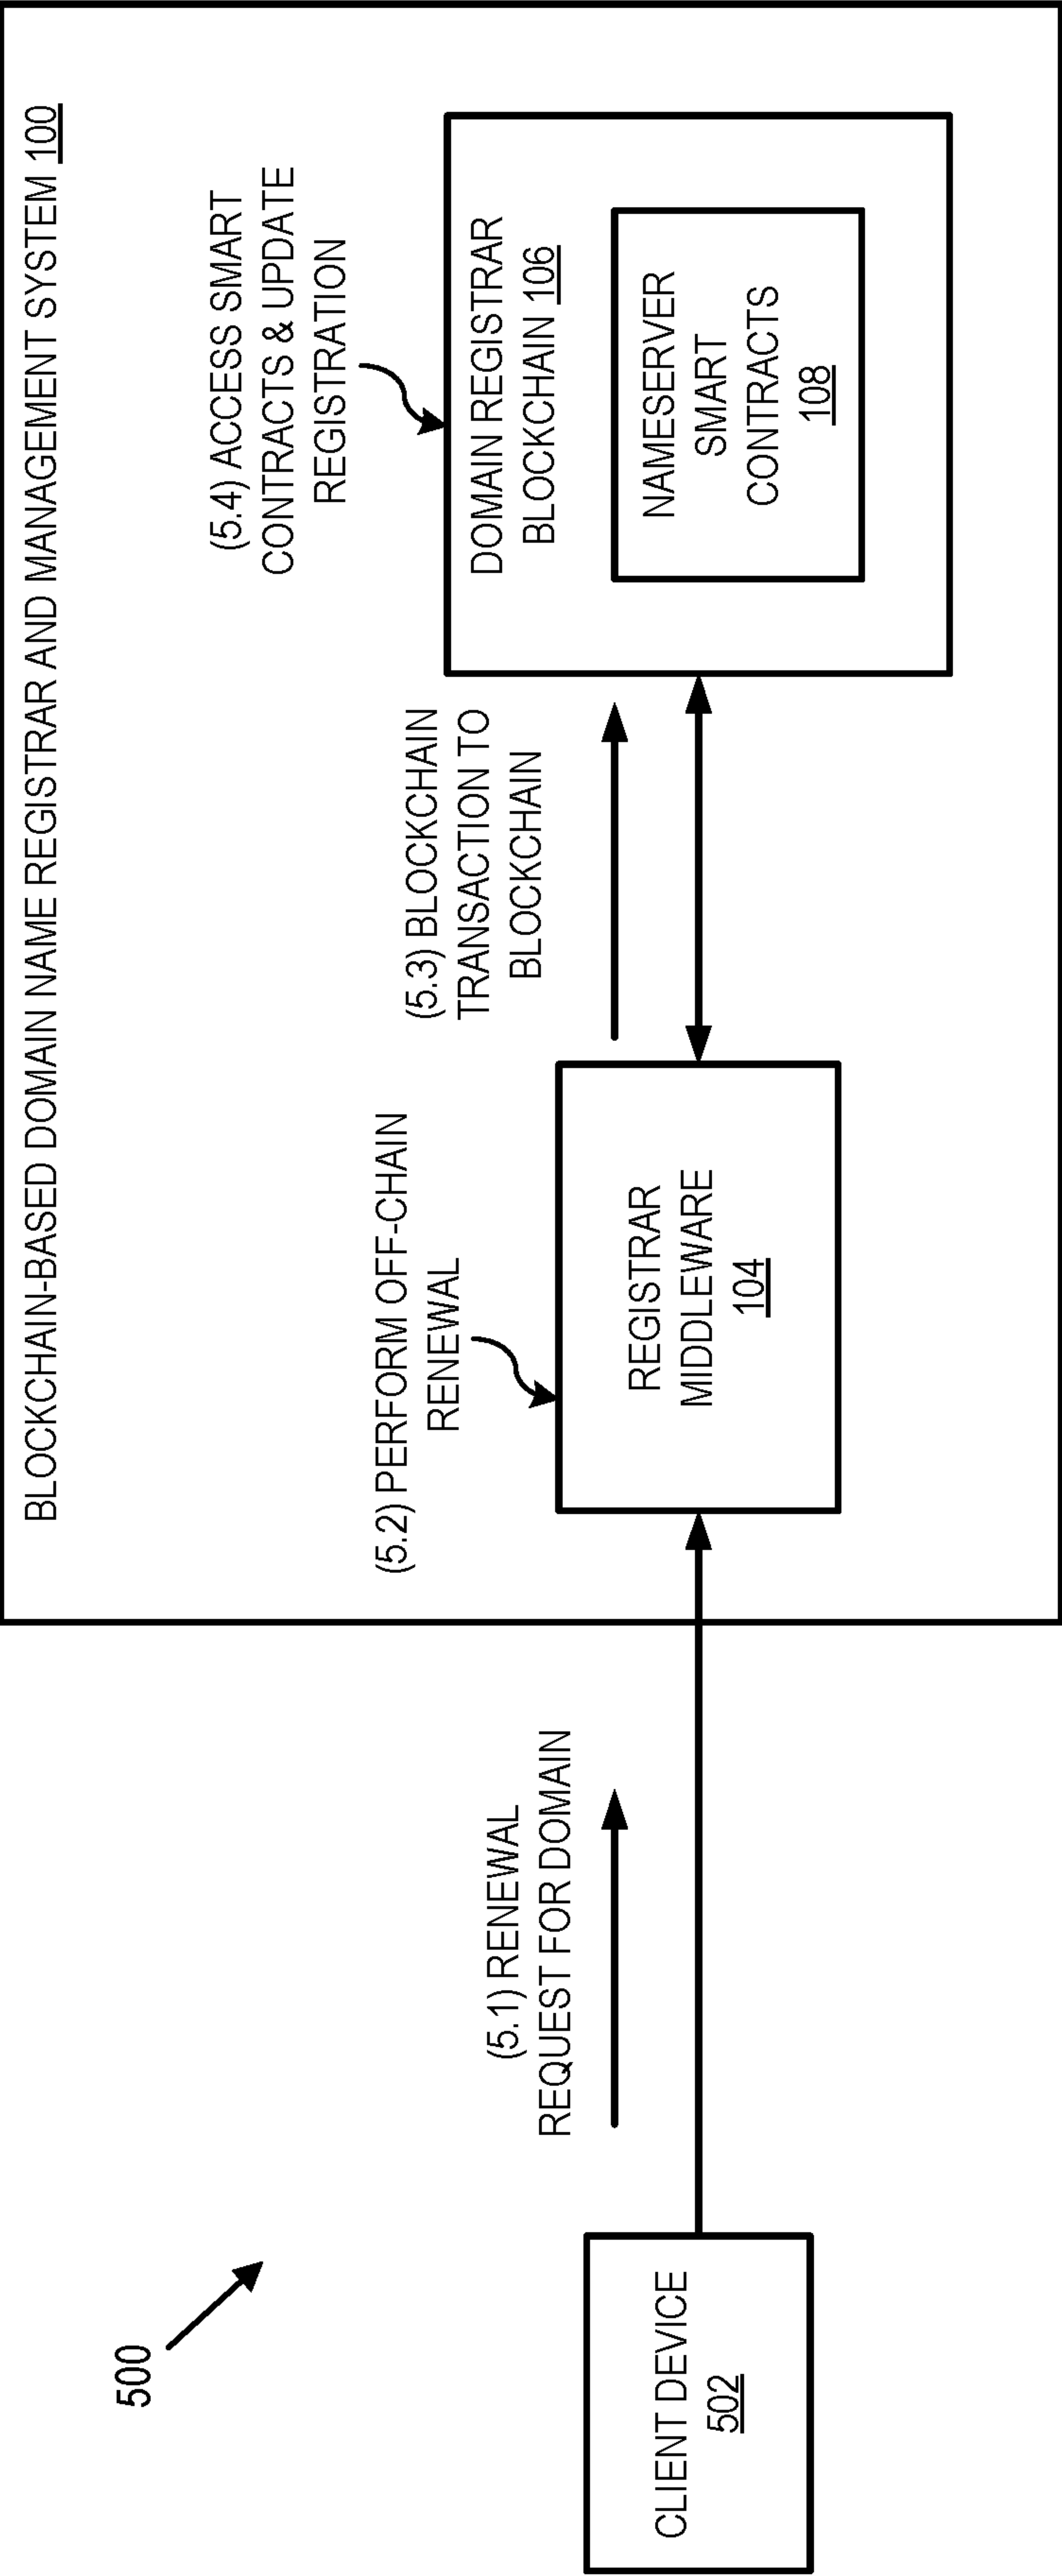 BLOCKCHAIN-BASED DOMAIN NAME REGISTRAR AND MANAGEMENT SYSTEM 100
500
(5.1) RENEWAL
REQUEST FOR DOMAIN
(5.2) PERFORM OFF-CHAIN
RENEWAL
(5.3) BLOCKCHAIN
TRANSACTION TO
BLOCKCHAIN
(5.4) ACCESS SMART
CONTRACTS & UPDATE
REGISTRATION
CLIENT DEVICE
502
REGISTRAR
MIDDLEWARE
104
DOMAIN REGISTRAR
BLOCKCHAIN 106
NAMESERVER
SMART
CONTRACTS
108